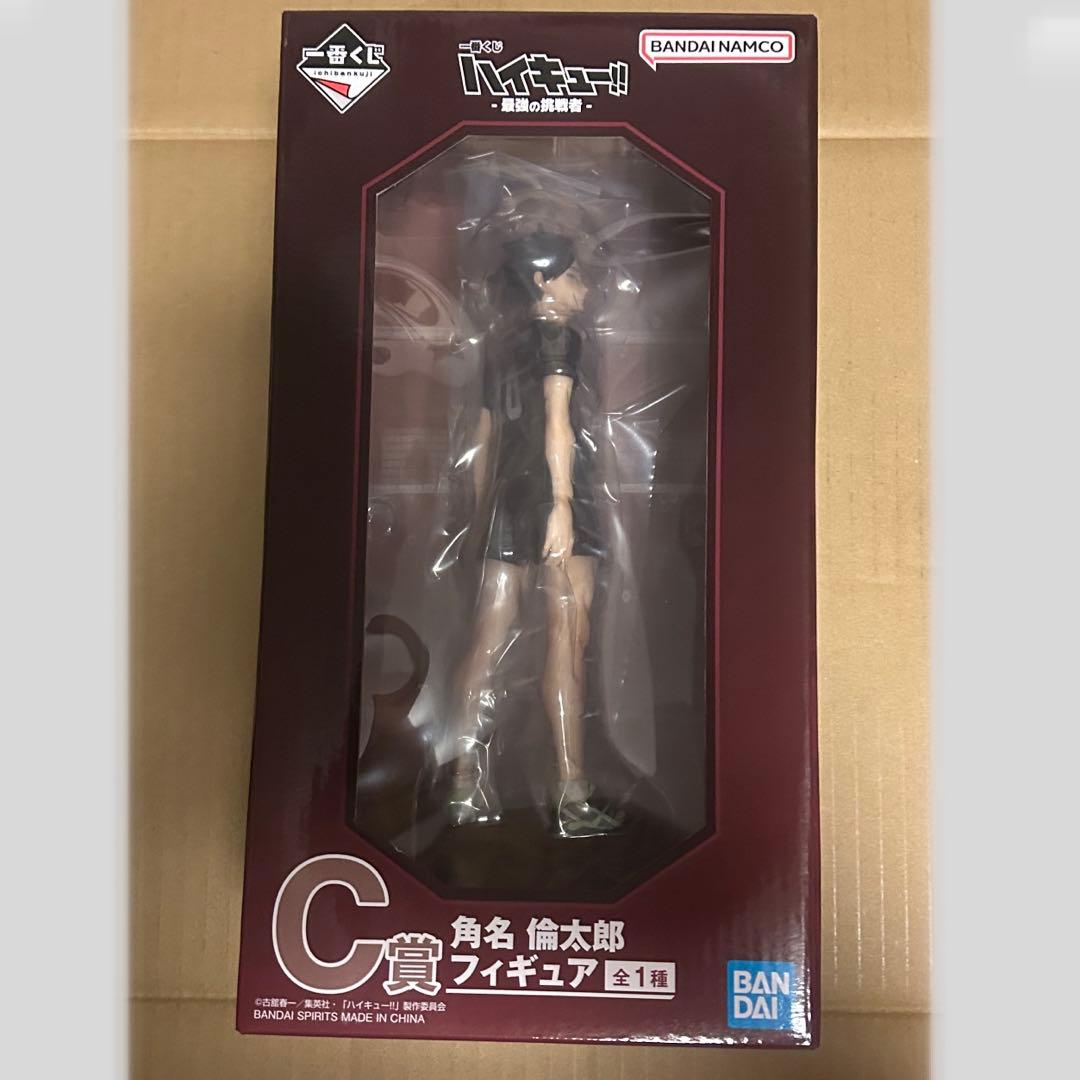 一番くじ
ichibankuji
一番くじ
ハイキュー!!
- 最強の挑戦者 -
BANDAI NAMCO
C賞
角名 倫太郎
フィギュア 全1種
©古舘春一／集英社・「ハイキュー!!」製作委員会
BANDAI SPIRITS MADE IN CHINA
BAN
DAI